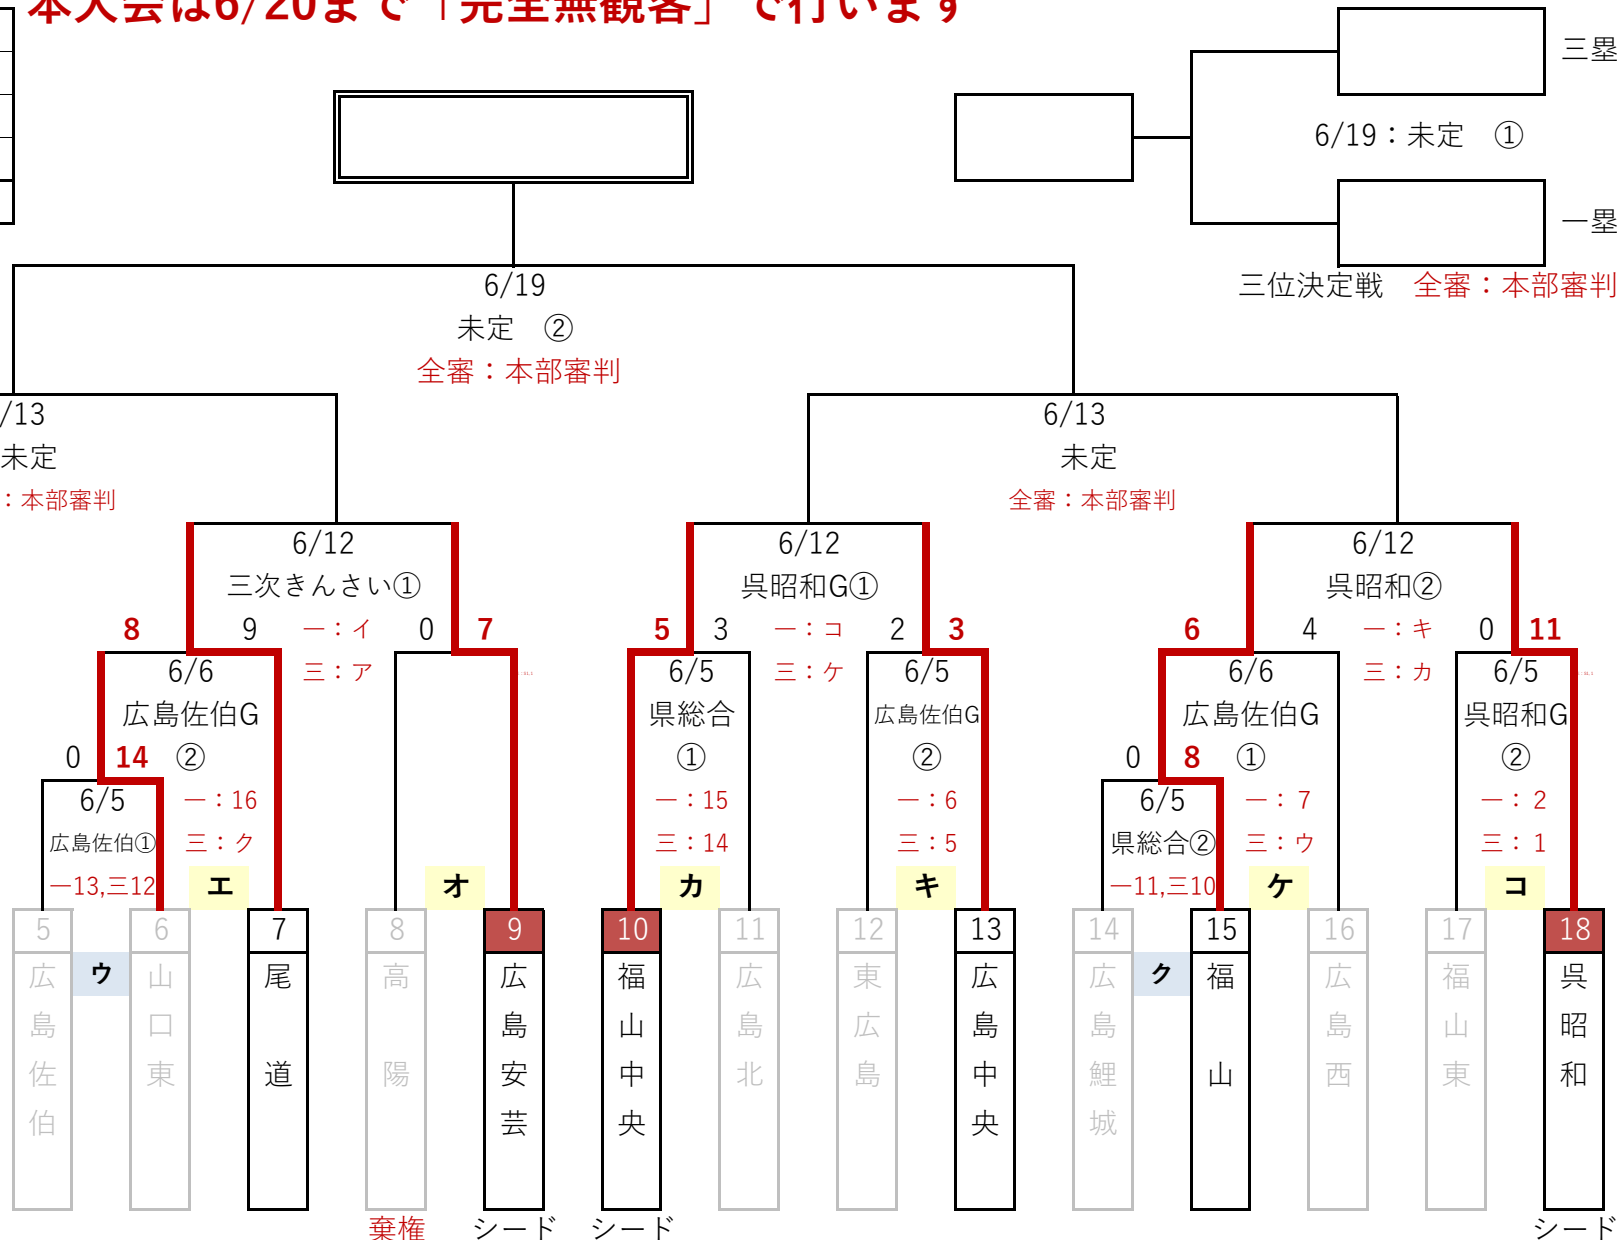 本大会は6/20まで「完全無観客」で行います
三塁
6/19：未定　①
一塁
三位決定戦　全審：本部審判
6/19
未定　②
全審：本部審判
/13
未定
：本部審判
6/13
未定
全審：本部審判
6/12
三次きんさい①
6/12
呉昭和G①
6/12
呉昭和②
8 9 一：イ 0 7 5 3 一：コ 2 3 6 4 一：キ 0 11
三：ア 三：ケ 三：カ
6/6
広島佐伯G
②
6/5
県総合
①
6/5
広島佐伯G
②
6/6
広島佐伯G
①
6/5
呉昭和G
②
0 14
0 8
6/5
広島佐伯①
一13,三12
一：16
三：ク
一：15
三：14
一：6
三：5
6/5
県総合②
一11,三10
一：7
三：ウ
一：2
三：1
エ オ カ キ ケ コ
5 6 7 8 9 10 11 12 13 14 15 16 17 18
ウ ク
広島佐伯
山口東
尾道
高陽
広島安芸
福山中央
広島北
東広島
広島中央
広島鯉城
福山
広島西
福山東
呉昭和
棄権 シード シード シード